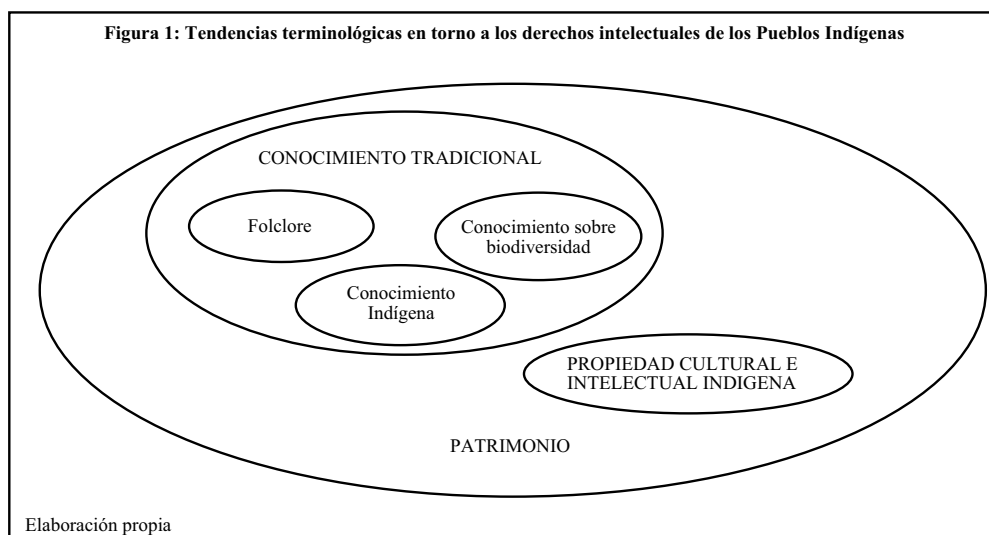 Figura 1: Tendencias terminológicas en torno a los derechos intelectuales de los Pueblos Indígenas
CONOCIMIENTO TRADICIONAL
Folclore
Conocimiento sobre
biodiversidad
Conocimiento
Indígena
PROPIEDAD CULTURAL E
INTELECTUAL INDIGENA
PATRIMONIO
Elaboración propia